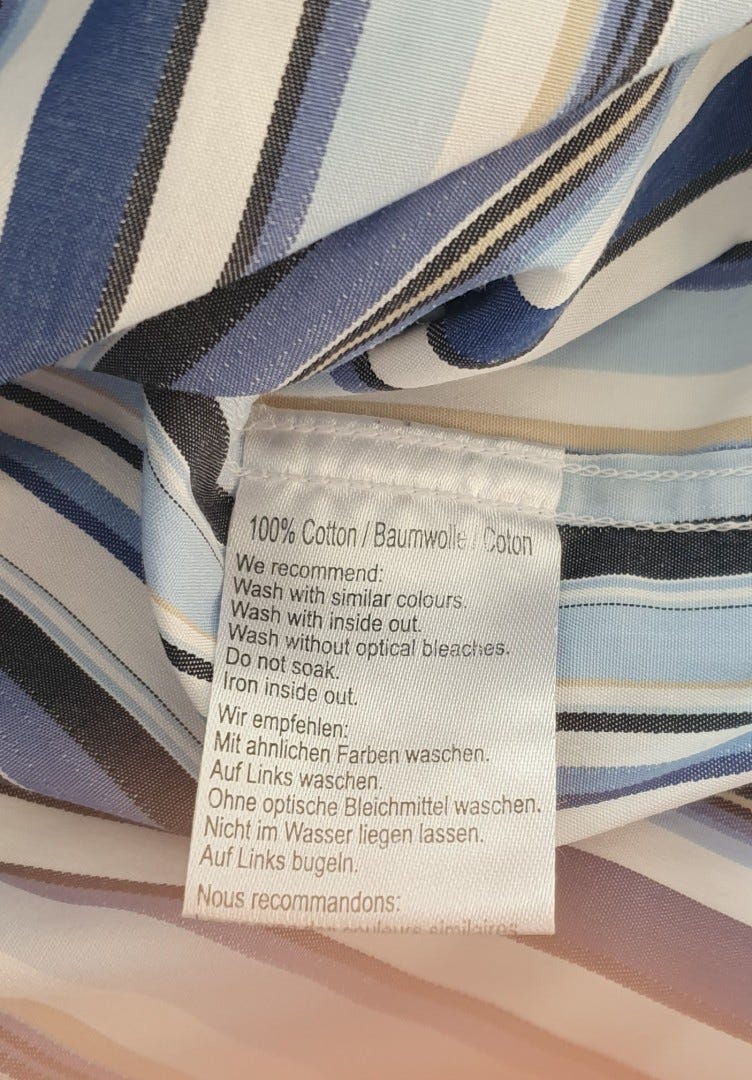 100% Cotton / Baumwolle / Coton
We recommend:
Wash with similar colours.
Wash with inside out.
Wash without optical bleaches.
Do not soak.
Iron inside out.
Wir empfehlen:
Mit ahnlichen Farben waschen.
Auf Links waschen.
Ohne optische Bleichmittel waschen.
Nicht im Wasser liegen lassen.
Auf Links bugeln.
Nous recommandons:
couleurs similaires